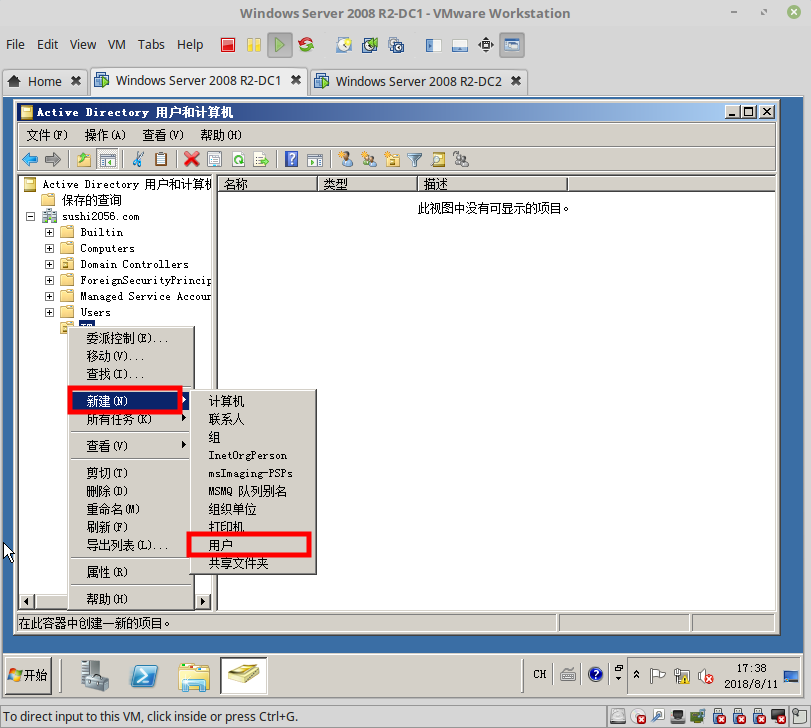 Windows Server 2008 R2-DC1 - VMware Workstation
File Edit View VM Tabs Help
Home Windows Server 2008 R2-DC1 Windows Server 2008 R2-DC2
Active Directory 用户和计算机
文件(F) 操作(A) 查看(V) 帮助(H)
Active Directory 用户和计算机
名称 类型 描述
保存的查询
此视图中没有可显示的项目。
sushi2056.com
Builtin
Computers
Domain Controllers
ForeignSecurityPrincip
Managed Service Accour
Users
委派控制(E)...
移动(V)...
查找(I)...
新建(N)
所有任务(K)
查看(V)
剪切(T)
删除(D)
重命名(M)
刷新(F)
导出列表(L)...
属性(R)
帮助(H)
计算机
联系人
组
InetOrgPerson
msImaging-PSPs
MSMQ 队列别名
组织单位
打印机
用户
共享文件夹
在此容器中创建一新的项目。
开始
CH
17:38
2018/8/11
To direct input to this VM, click inside or press Ctrl+G.